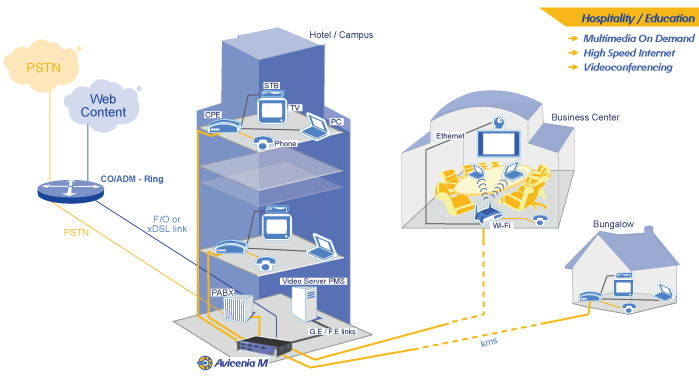 Hospitality / Education
Multimedia On Demand
High Speed Internet
Videoconferencing
Hotel / Campus
PSTN
Web
Content
STB
TV
CPE
PC
Phone
Business Center
Ethernet
CO/ADM - Ring
F/O or
xDSL link
PSTN
Wi-Fi
Bungalow
Video Server PMS
PABX
G.E / F.E links
kms
Avicenia M